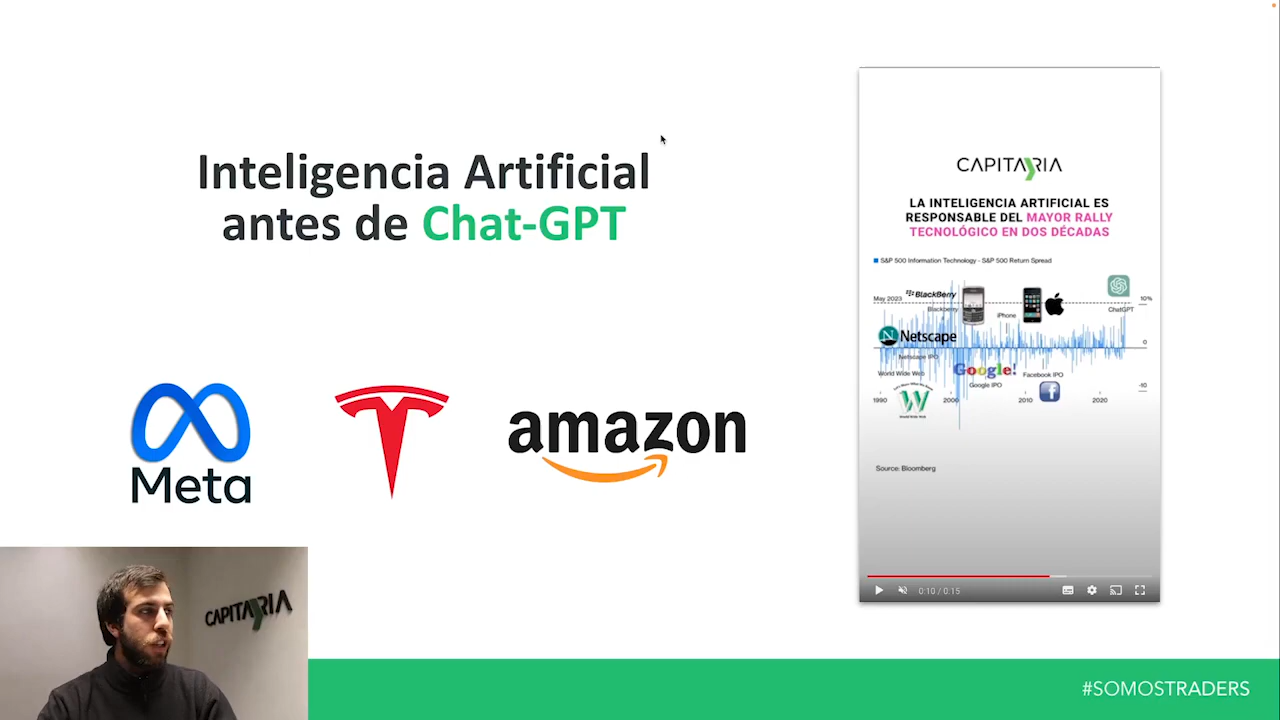 Inteligencia Artificial
antes de Chat-GPT
Meta
amazon
CAPITARIA
LA INTELIGENCIA ARTIFICIAL ES
RESPONSABLE DEL MAYOR RALLY
TECNOLÓGICO EN DOS DÉCADAS
S&P 500 Information Technology - S&P 500 Return Spread
May 2023
BlackBerry
Blackberry
iPhone
ChatGPT
10%
N
Netscape
Netscape IPO
0
World Wide Web
Google!
Google IPO
Facebook IPO
f
-10
1990
2000
2010
2020
W
World Wide Web
Source: Bloomberg
0:10 / 0:15
CAPITARIA
#SOMOSTRADERS